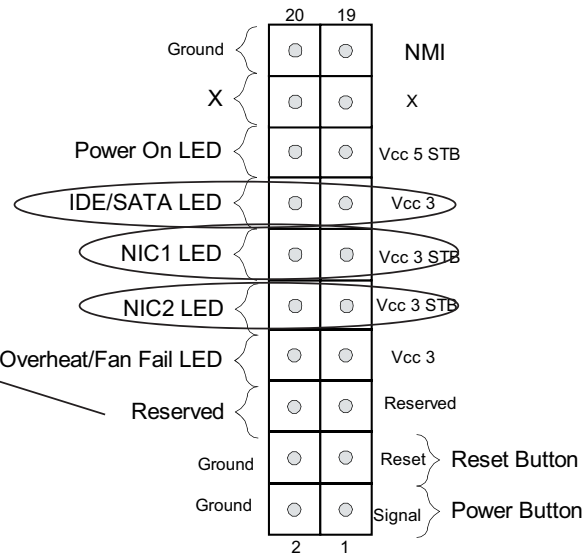 20 19
Ground NMI
X X
Power On LED Vcc 5 STB
IDE/SATA LED Vcc 3
NIC1 LED Vcc 3 STB
NIC2 LED Vcc 3 STB
Overheat/Fan Fail LED Vcc 3
Reserved Reserved
Ground Reset Reset Button
Ground Signal Power Button
2 1